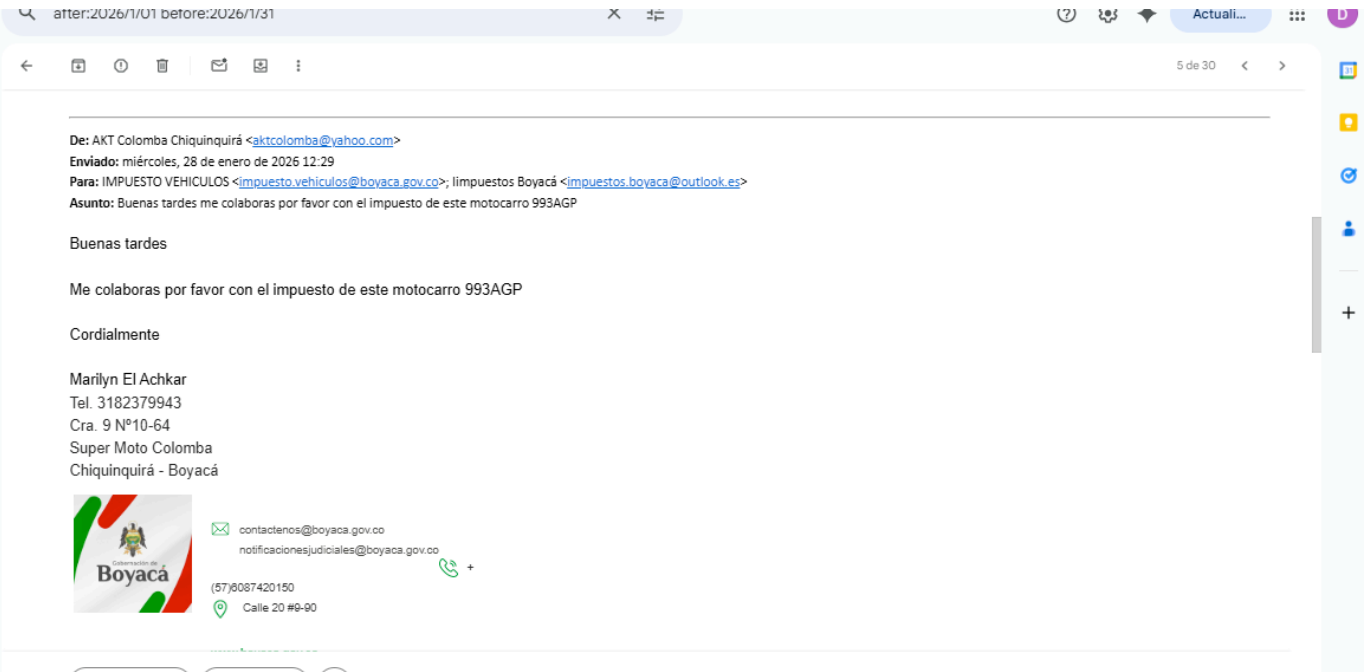 after:2026/1/01 before:2026/1/31
Actuali...
D
5 de 30
31
De: AKT Colomba Chiquinquirá <aktcolomba@yahoo.com>
Enviado: miércoles, 28 de enero de 2026 12:29
Para: IMPUESTO VEHICULOS <impuesto.vehiculos@boyaca.gov.co>; Iimpuestos Boyacá <impuestos.boyaca@outlook.es>
Asunto: Buenas tardes me colaboras por favor con el impuesto de este motocarro 993AGP
Buenas tardes
Me colaboras por favor con el impuesto de este motocarro 993AGP
Cordialmente
Marilyn El Achkar
Tel. 3182379943
Cra. 9 Nº10-64
Super Moto Colomba
Chiquinquirá - Boyacá
Gobernación de
Boyacá
contactenos@boyaca.gov.co
notificacionesjudiciales@boyaca.gov.co
+
(57)6087420150
Calle 20 #9-90